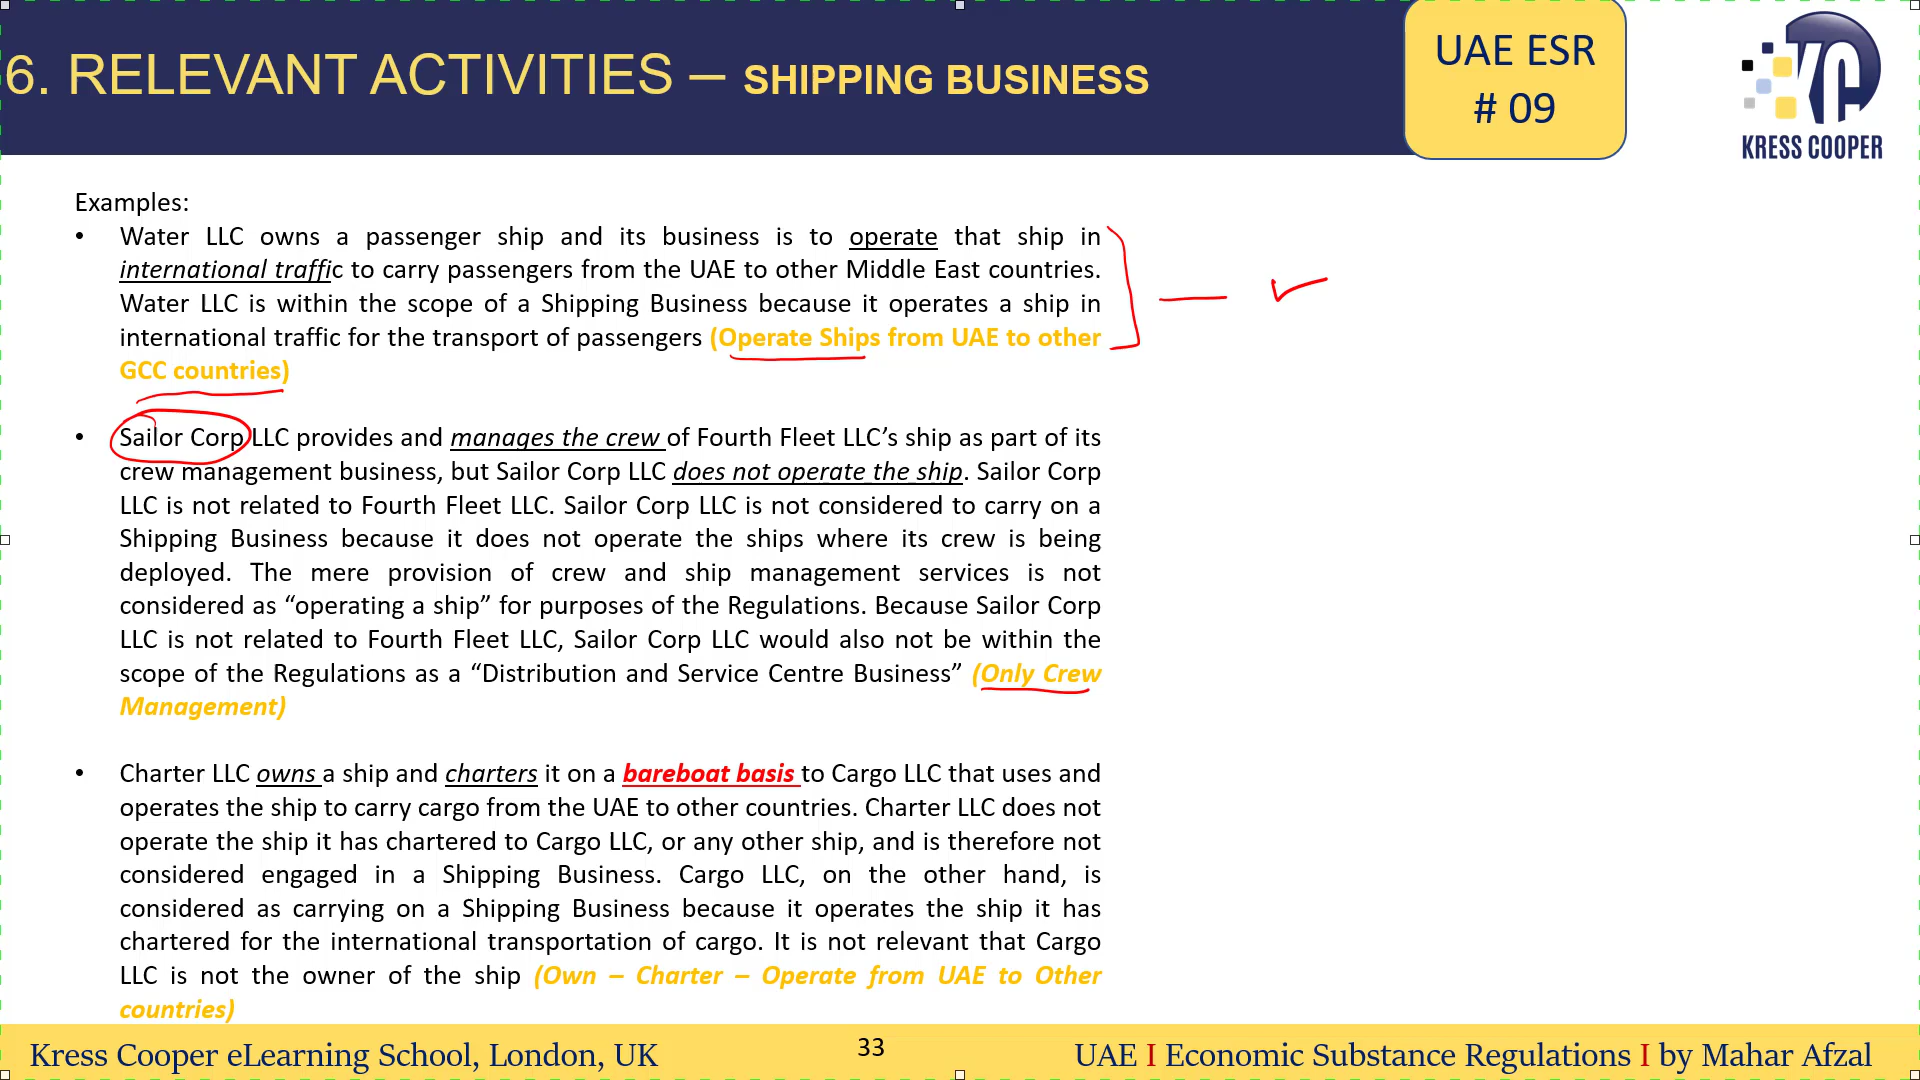 6. RELEVANT ACTIVITIES – SHIPPING BUSINESS
UAE ESR
# 09
KC
KRESS COOPER
Examples:
• Water LLC owns a passenger ship and its business is to operate that ship in
international traffic to carry passengers from the UAE to other Middle East countries.
Water LLC is within the scope of a Shipping Business because it operates a ship in
international traffic for the transport of passengers (Operate Ships from UAE to other
GCC countries)
• Sailor Corp LLC provides and manages the crew of Fourth Fleet LLC’s ship as part of its
crew management business, but Sailor Corp LLC does not operate the ship. Sailor Corp
LLC is not related to Fourth Fleet LLC. Sailor Corp LLC is not considered to carry on a
Shipping Business because it does not operate the ships where its crew is being
deployed. The mere provision of crew and ship management services is not
considered as “operating a ship” for purposes of the Regulations. Because Sailor Corp
LLC is not related to Fourth Fleet LLC, Sailor Corp LLC would also not be within the
scope of the Regulations as a “Distribution and Service Centre Business” (Only Crew
Management)
• Charter LLC owns a ship and charters it on a bareboat basis to Cargo LLC that uses and
operates the ship to carry cargo from the UAE to other countries. Charter LLC does not
operate the ship it has chartered to Cargo LLC, or any other ship, and is therefore not
considered engaged in a Shipping Business. Cargo LLC, on the other hand, is
considered as carrying on a Shipping Business because it operates the ship it has
chartered for the international transportation of cargo. It is not relevant that Cargo
LLC is not the owner of the ship (Own – Charter – Operate from UAE to Other
countries)
Kress Cooper eLearning School, London, UK
33
UAE I Economic Substance Regulations I by Mahar Afzal